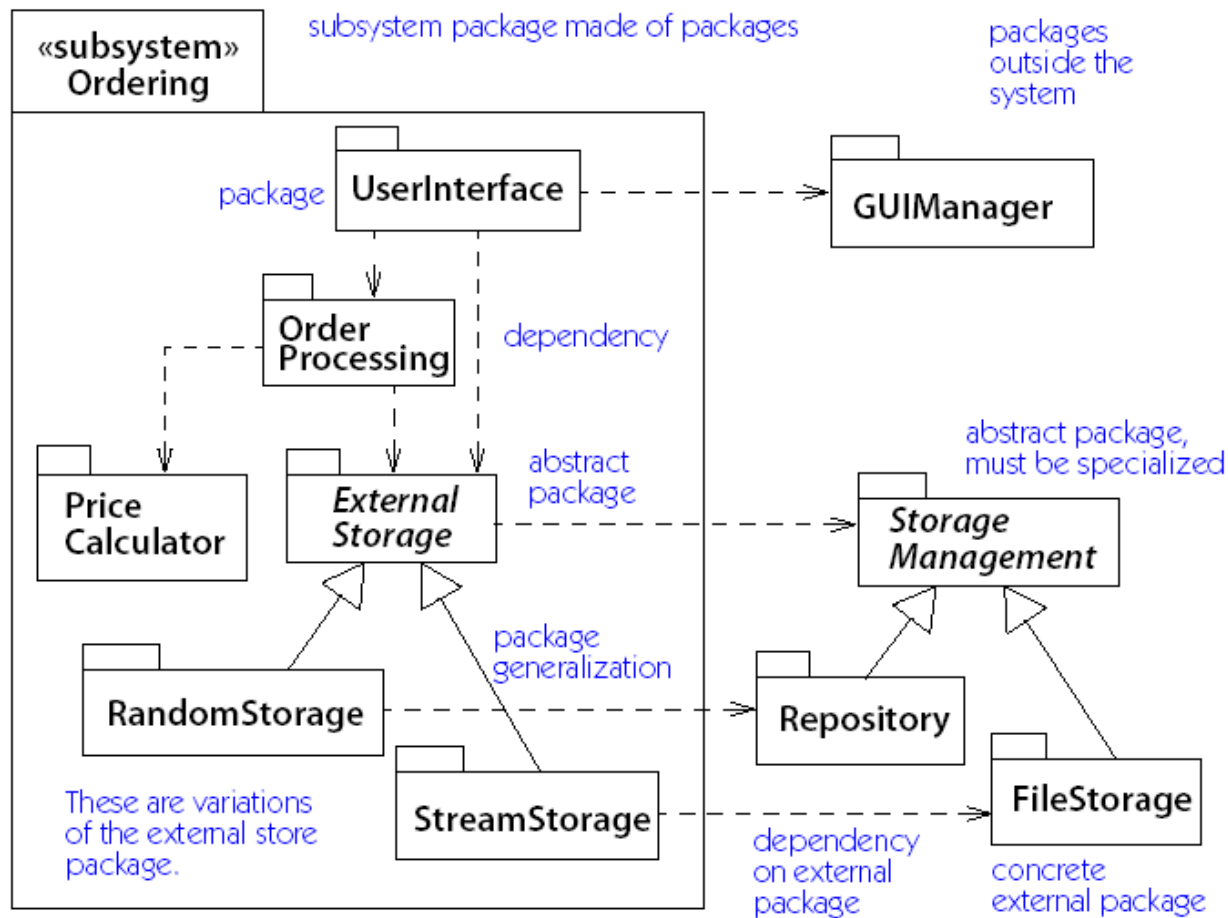 «subsystem»
Ordering
subsystem package made of packages
packages
outside the
system
package
UserInterface
GUIManager
Order
Processing
dependency
Price
Calculator
External
Storage
abstract
package
abstract package,
must be specialized
Storage
Management
package
generalization
RandomStorage
Repository
These are variations
of the external store
package.
StreamStorage
FileStorage
dependency
on external
package
concrete
external package